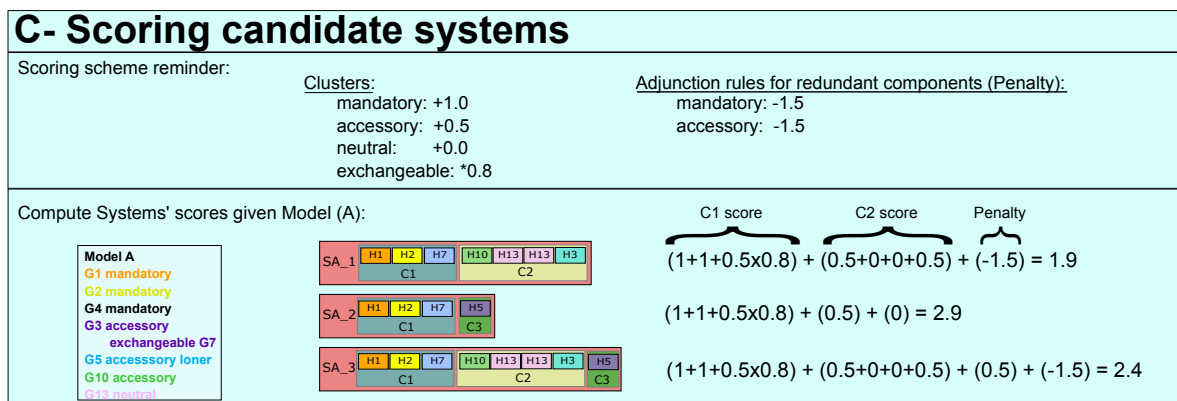 C- Scoring candidate systems
Scoring scheme reminder:
Clusters:
mandatory: +1.0
accessory: +0.5
neutral: +0.0
exchangeable: *0.8
Adjunction rules for redundant components (Penalty):
mandatory: -1.5
accessory: -1.5
Compute Systems' scores given Model (A):
C1 score C2 score Penalty
Model A
G1 mandatory
G2 mandatory
G4 mandatory
G3 accessory
exchangeable G7
G5 accesssory loner
G10 accessory
G13 neutral
SA_1 H1 H2 H7 H10 H13 H13 H3
C1 C2
(1+1+0.5x0.8) + (0.5+0+0+0.5) + (-1.5) = 1.9
SA_2 H1 H2 H7 H5
C1 C3
(1+1+0.5x0.8) + (0.5) + (0) = 2.9
SA_3 H1 H2 H7 H10 H13 H13 H3 H5
C1 C2 C3
(1+1+0.5x0.8) + (0.5+0+0+0.5) + (0.5) + (-1.5) = 2.4